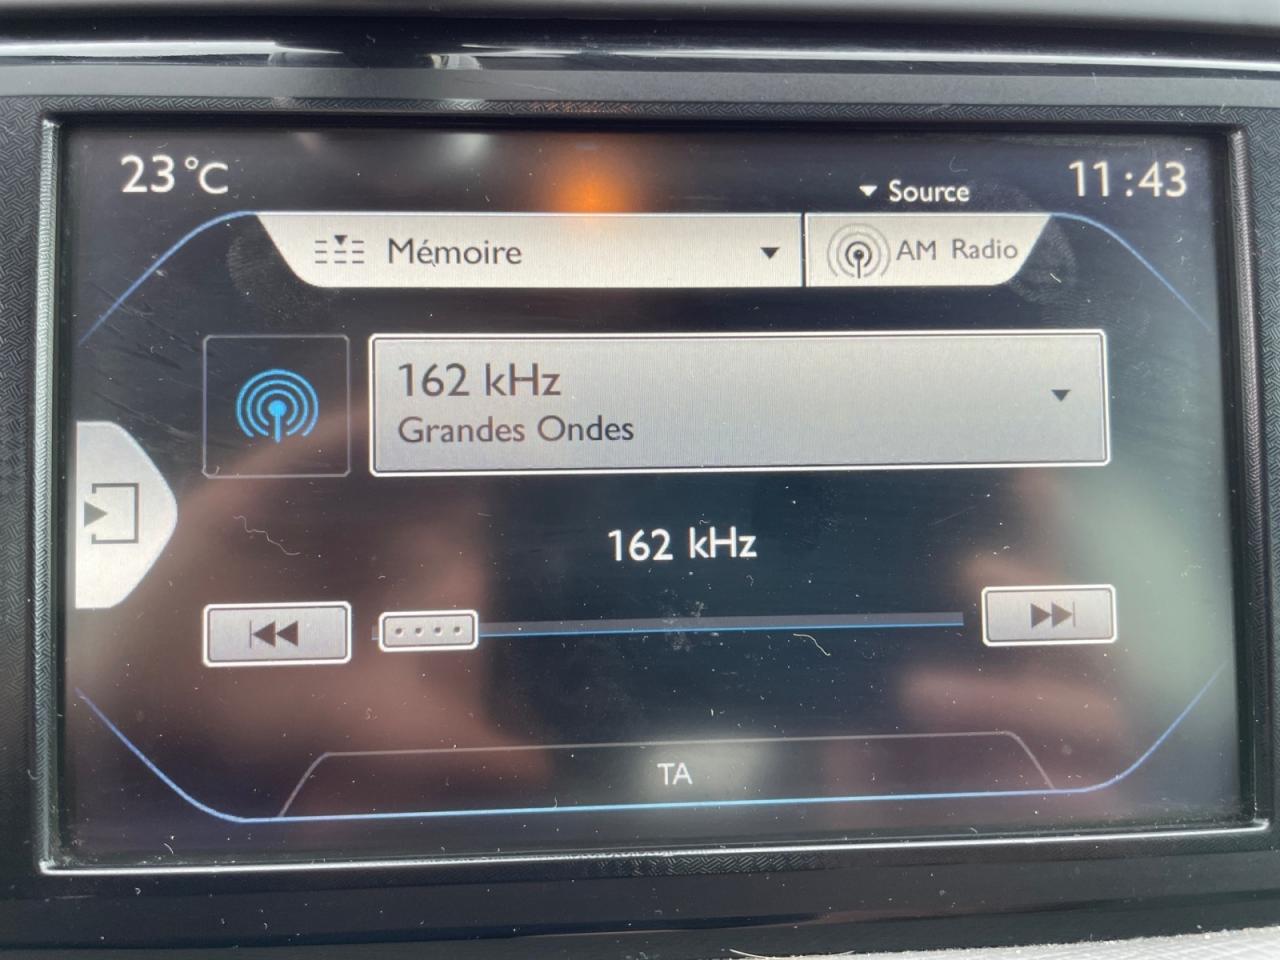 23 °C
Source
11:43
Mémoire
AM Radio
162 kHz
Grandes Ondes
162 kHz
TA